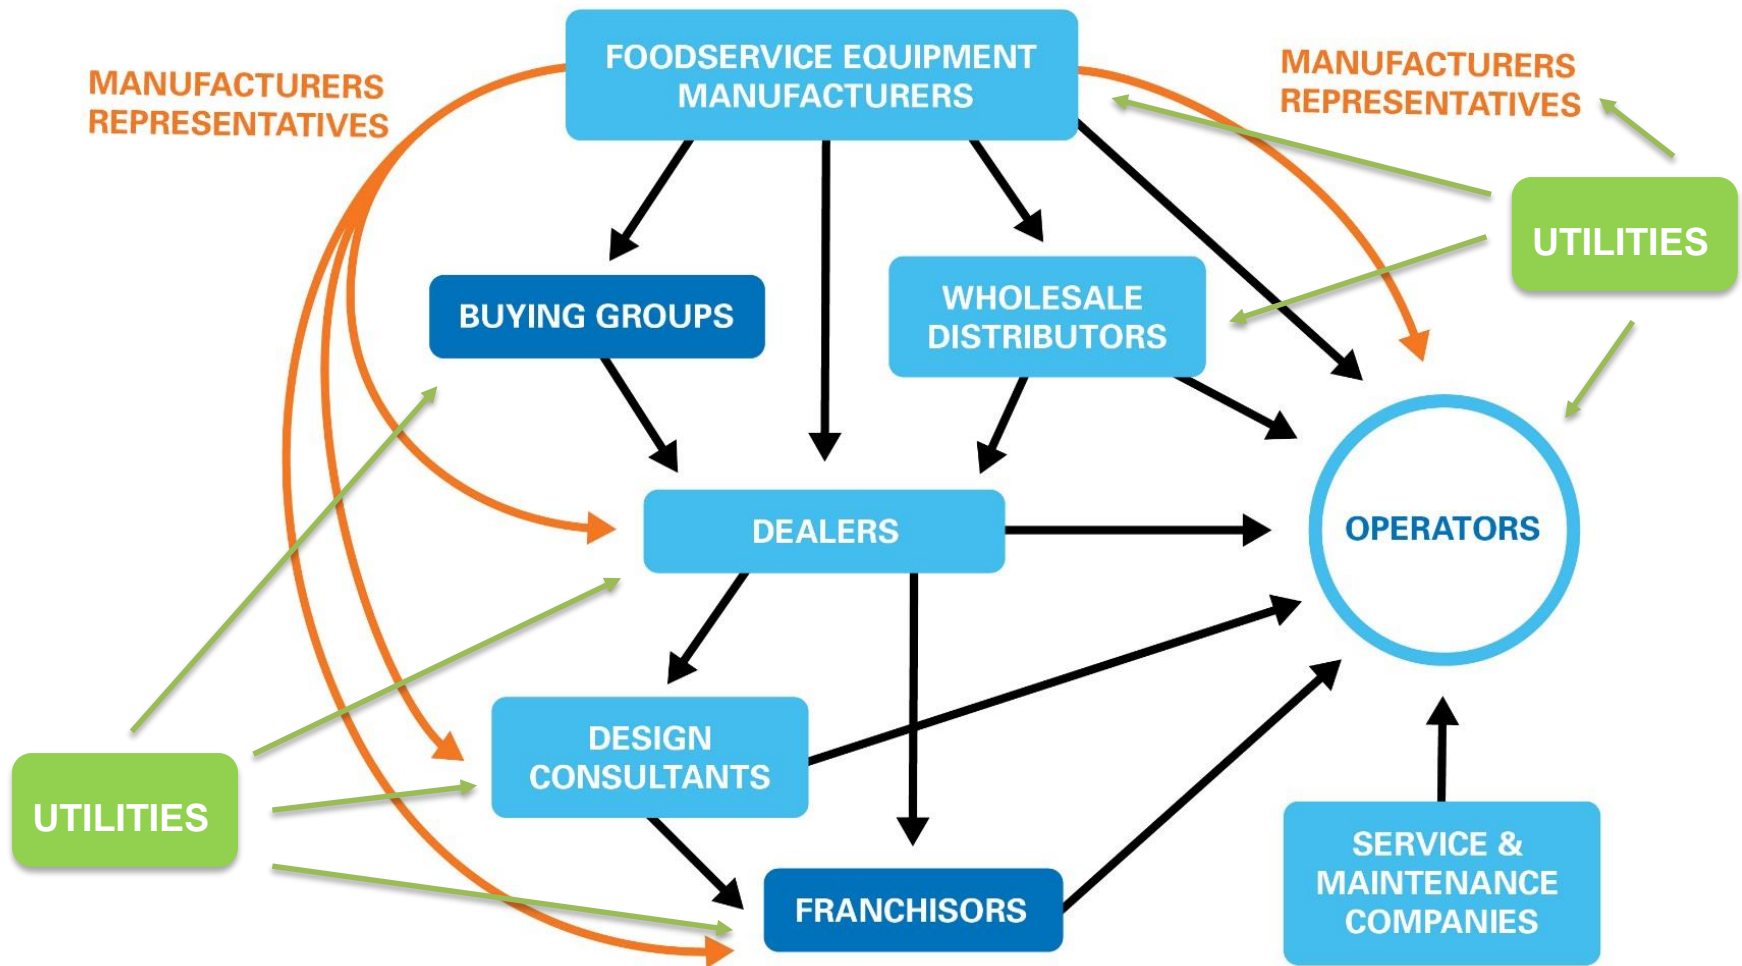 FOODSERVICE EQUIPMENT
MANUFACTURERS
MANUFACTURERS
REPRESENTATIVES
MANUFACTURERS
REPRESENTATIVES
UTILITIES
BUYING GROUPS
WHOLESALE
DISTRIBUTORS
DEALERS
OPERATORS
DESIGN
CONSULTANTS
UTILITIES
SERVICE &
MAINTENANCE
COMPANIES
FRANCHISORS